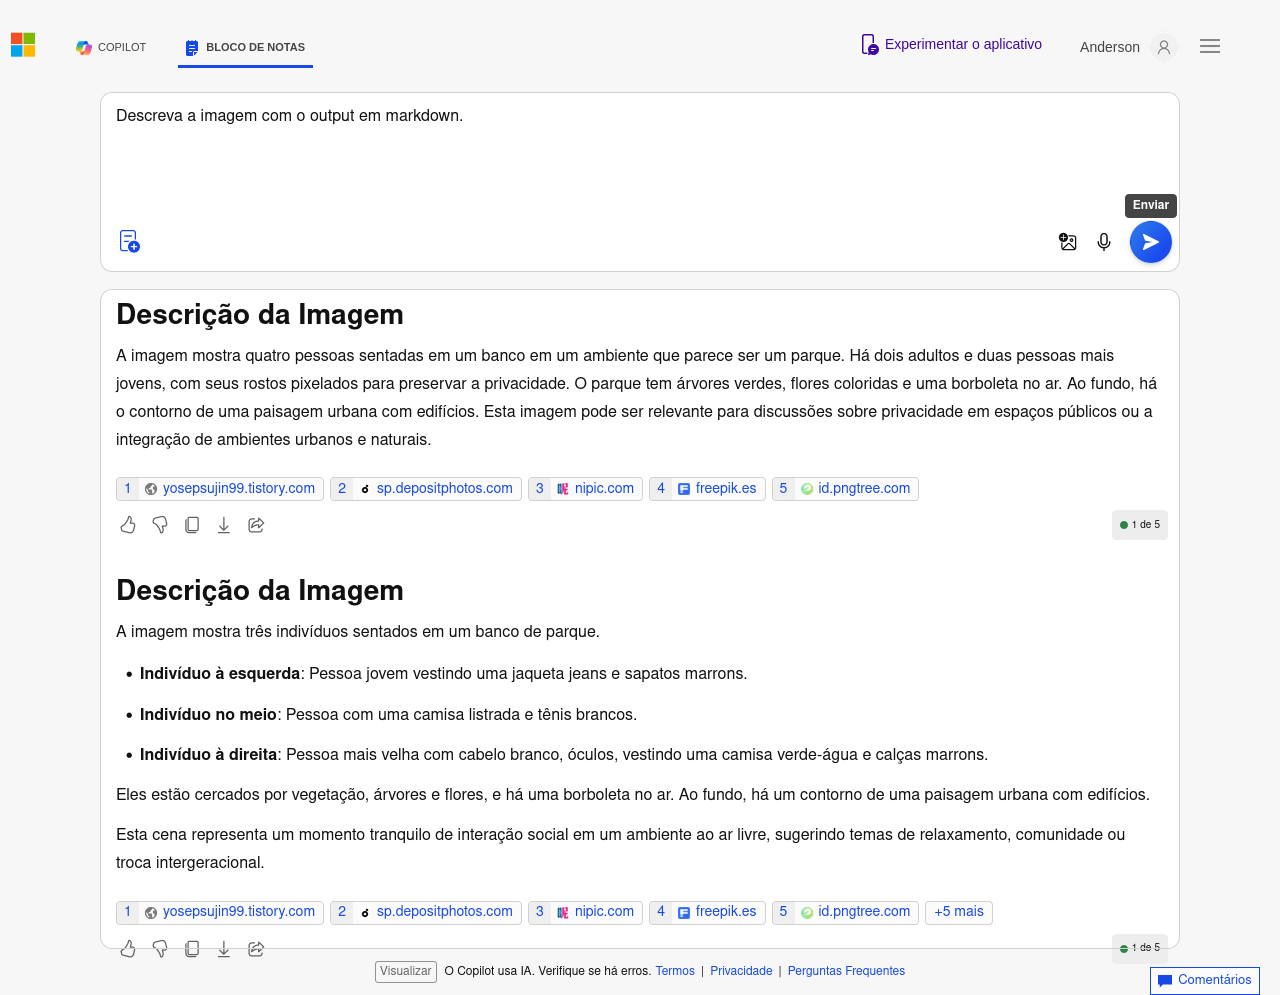 COPILOT
BLOCO DE NOTAS
Experimentar o aplicativo
Anderson
Descreva a imagem com o output em markdown.
Enviar
Descrição da Imagem
A imagem mostra quatro pessoas sentadas em um banco em um ambiente que parece ser um parque. Há dois adultos e duas pessoas mais
jovens, com seus rostos pixelados para preservar a privacidade. O parque tem árvores verdes, flores coloridas e uma borboleta no ar. Ao fundo, há
o contorno de uma paisagem urbana com edifícios. Esta imagem pode ser relevante para discussões sobre privacidade em espaços públicos ou a
integração de ambientes urbanos e naturais.
1 yosepsujin99.tistory.com 2 sp.depositphotos.com 3 nipic.com 4 freepik.es 5 id.pngtree.com
1 de 5
Descrição da Imagem
A imagem mostra três indivíduos sentados em um banco de parque.
• Indivíduo à esquerda: Pessoa jovem vestindo uma jaqueta jeans e sapatos marrons.
• Indivíduo no meio: Pessoa com uma camisa listrada e tênis brancos.
• Indivíduo à direita: Pessoa mais velha com cabelo branco, óculos, vestindo uma camisa verde-água e calças marrons.
Eles estão cercados por vegetação, árvores e flores, e há uma borboleta no ar. Ao fundo, há um contorno de uma paisagem urbana com edifícios.
Esta cena representa um momento tranquilo de interação social em um ambiente ao ar livre, sugerindo temas de relaxamento, comunidade ou
troca intergeracional.
1 yosepsujin99.tistory.com 2 sp.depositphotos.com 3 nipic.com 4 freepik.es 5 id.pngtree.com +5 mais
1 de 5
Visualizar O Copilot usa IA. Verifique se há erros. Termos | Privacidade | Perguntas Frequentes
Comentários